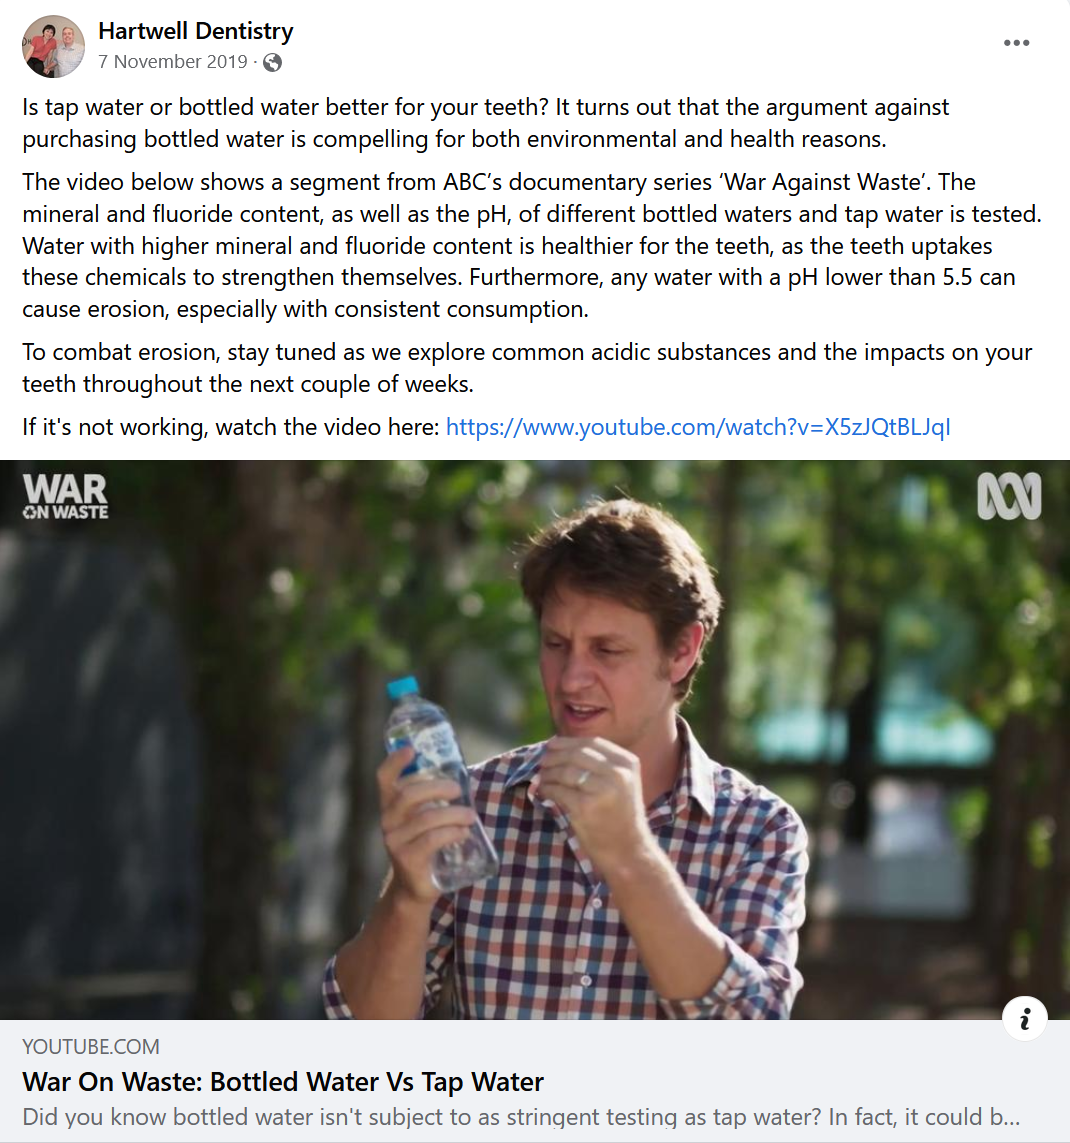 Hartwell Dentistry
7 November 2019 ·
Is tap water or bottled water better for your teeth? It turns out that the argument against
purchasing bottled water is compelling for both environmental and health reasons.
The video below shows a segment from ABC’s documentary series ‘War Against Waste’. The
mineral and fluoride content, as well as the pH, of different bottled waters and tap water is tested.
Water with higher mineral and fluoride content is healthier for the teeth, as the teeth uptakes
these chemicals to strengthen themselves. Furthermore, any water with a pH lower than 5.5 can
cause erosion, especially with consistent consumption.
To combat erosion, stay tuned as we explore common acidic substances and the impacts on your
teeth throughout the next couple of weeks.
If it's not working, watch the video here: https://www.youtube.com/watch?v=X5zJQtBLJqI
WAR
ON WASTE
YOUTUBE.COM
War On Waste: Bottled Water Vs Tap Water
Did you know bottled water isn't subject to as stringent testing as tap water? In fact, it could b...